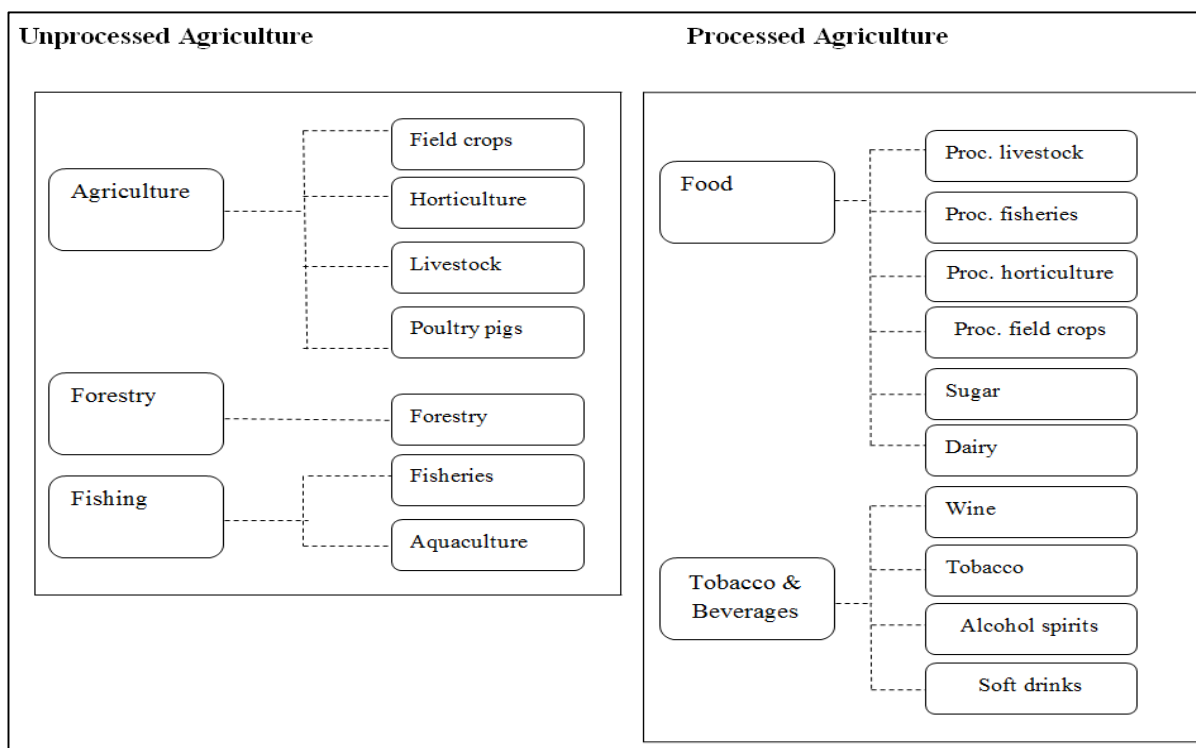 Unprocessed Agriculture
Agriculture
Field crops
Horticulture
Livestock
Poultry pigs
Forestry
Forestry
Fishing
Fisheries
Aquaculture
Processed Agriculture
Food
Proc. livestock
Proc. fisheries
Proc. horticulture
Proc. field crops
Sugar
Dairy
Tobacco &
Beverages
Wine
Tobacco
Alcohol spirits
Soft drinks